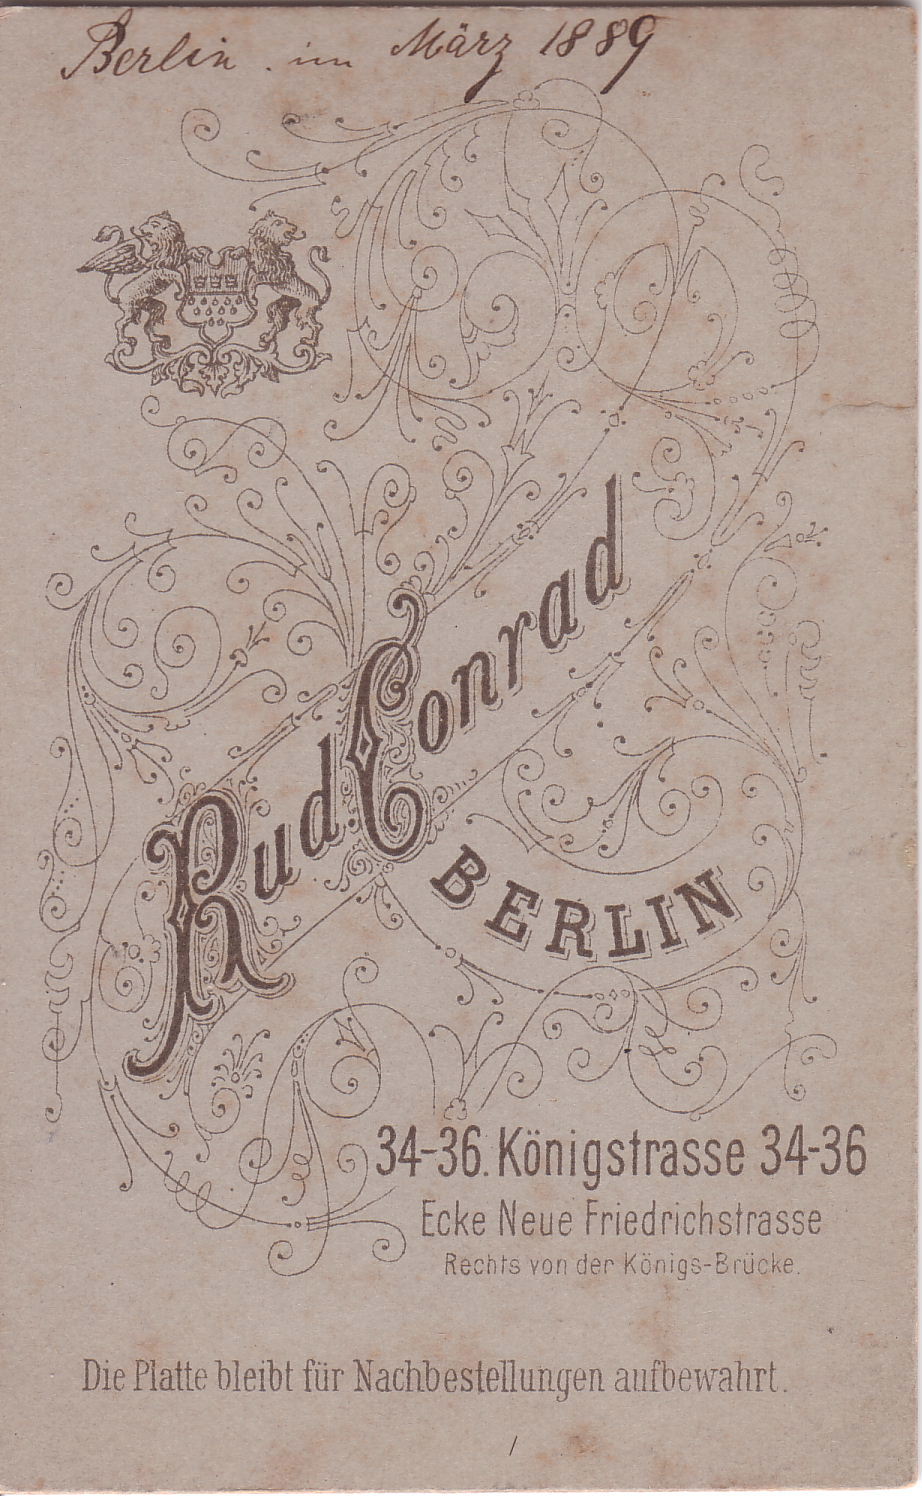 Berlin im März 1889
Rud. Conrad
BERLIN
34-36. Königstrasse 34-36
Ecke Neue Friedrichstrasse
Rechts von der Königs-Brücke.
Die Platte bleibt für Nachbestellungen aufbewahrt.